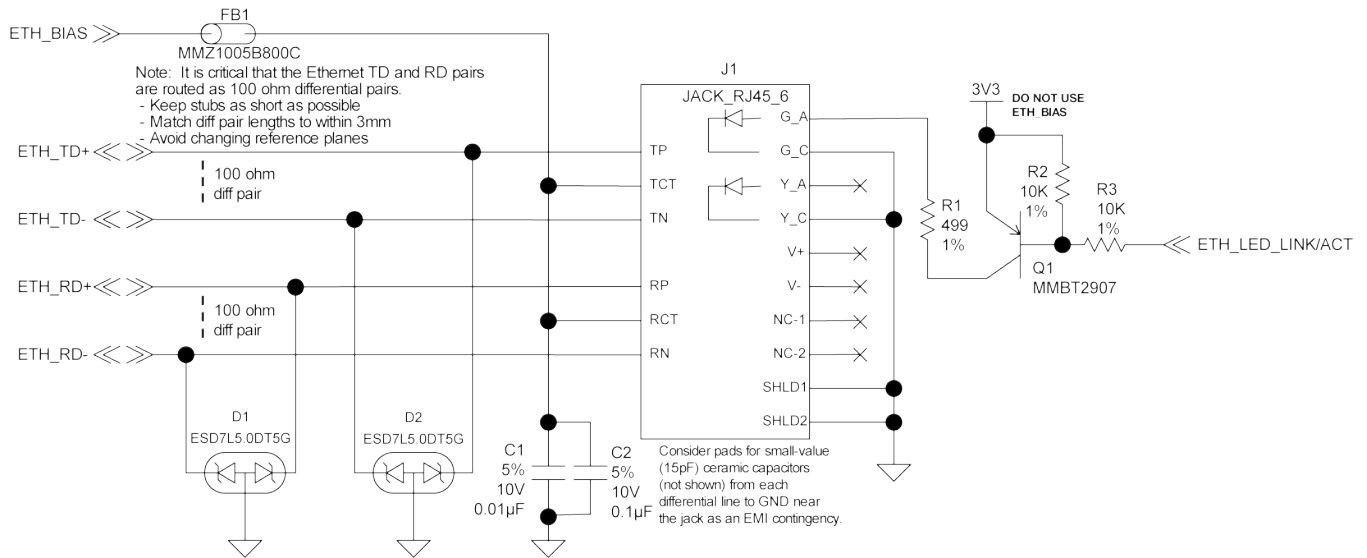 FB1
ETH_BIAS
MMZ1005B800C
Note: It is critical that the Ethernet TD and RD pairs
are routed as 100 ohm differential pairs.
- Keep stubs as short as possible
- Match diff pair lengths to within 3mm
- Avoid changing reference planes
ETH_TD+
100 ohm
diff pair
ETH_TD-
ETH_RD+
100 ohm
diff pair
ETH_RD-
D1
ESD7L5.0DT5G
D2
ESD7L5.0DT5G
C1
5%
10V
0.01µF
C2
5%
10V
0.1µF
J1
JACK_RJ45_6
TP
TCT
TN
RP
RCT
RN
G_A
G_C
Y_A
Y_C
V+
V-
NC-1
NC-2
SHLD1
SHLD2
Consider pads for small-value
(15pF) ceramic capacitors
(not shown) from each
differential line to GND near
the jack as an EMI contingency.
3V3
DO NOT USE
ETH_BIAS
R1
499
1%
R2
10K
1%
R3
10K
1%
Q1
MMBT2907
ETH_LED_LINK/ACT